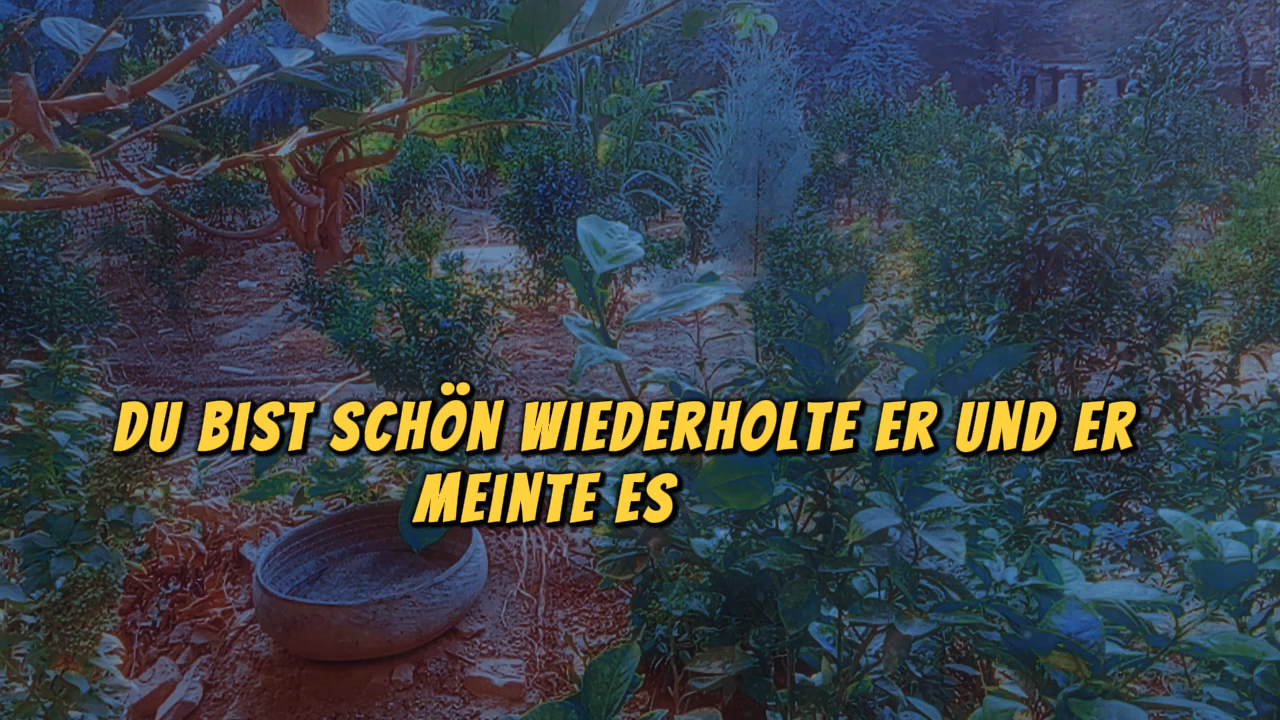 DU BIST SCHÖN WIEDERHOLTE ER UND ER
MEINTE ES